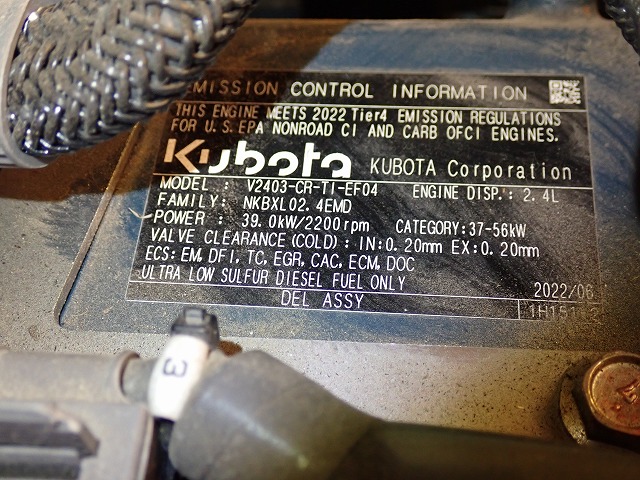 EMISSION CONTROL INFORMATION
THIS ENGINE MEETS 2022 Tier4 EMISSION REGULATIONS
FOR U.S.EPA NONROAD CI AND CARB OFCI ENGINES.
Kubota KUBOTA Corporation
MODEL : V2403-CR-TI-EF04 ENGINE DISP.: 2.4L
FAMILY: NKBXL02.4EMD
POWER : 39.0kW/2200rpm CATEGORY:37-56kW
VALVE CLEARANCE(COLD): IN:0.20mm EX:0.20mm
ECS: EM, DFI, TC, EGR, CAC, ECM, DOC
ULTRA LOW SULFUR DIESEL FUEL ONLY
2022/06
DEL ASSY
3